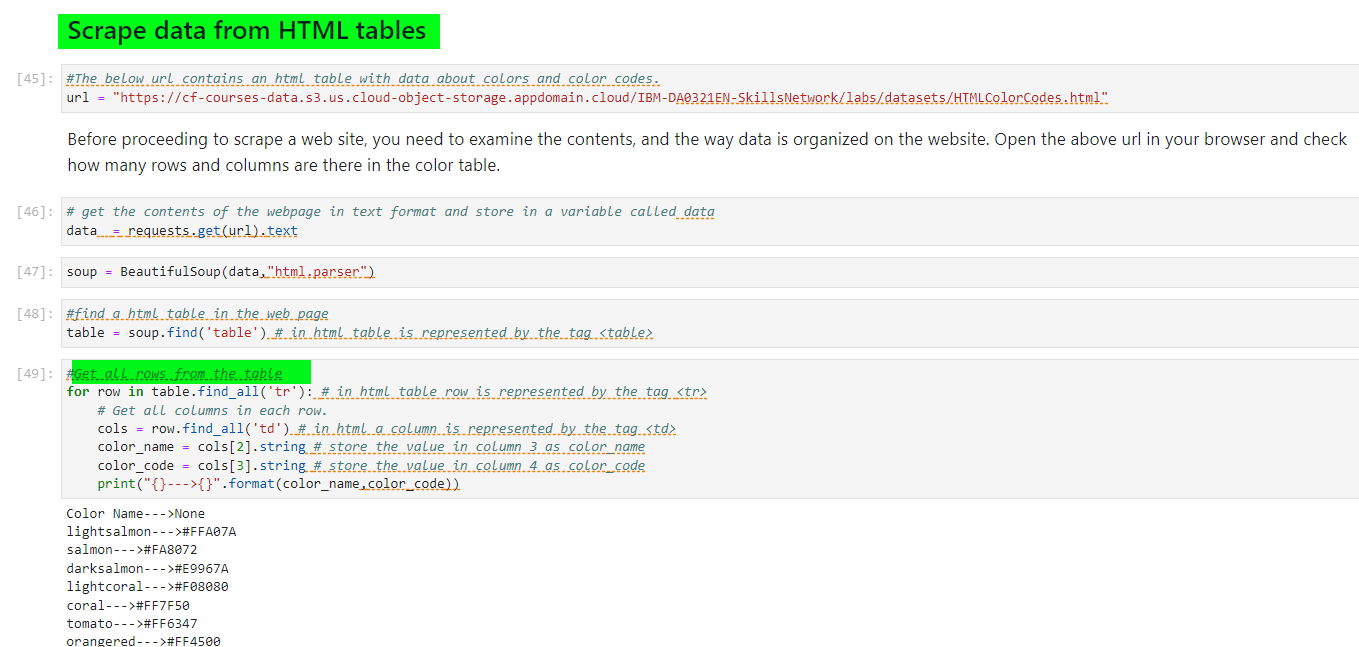 Scrape data from HTML tables
[45]: #The below url contains an html table with data about colors and color codes.
url = "https://cf-courses-data.s3.us.cloud-object-storage.appdomain.cloud/IBM-DA0321EN-SkillsNetwork/labs/datasets/HTMLColorCodes.html"
Before proceeding to scrape a web site, you need to examine the contents, and the way data is organized on the website. Open the above url in your browser and check
how many rows and columns are there in the color table.
[46]: # get the contents of the webpage in text format and store in a variable called data
data  = requests.get(url).text
[47]: soup = BeautifulSoup(data,"html.parser")
[48]: #find a html table in the web page
table = soup.find('table') # in html table is represented by the tag <table>
[49]: #Get all rows from the table
for row in table.find_all('tr'): # in html table row is represented by the tag <tr>
    # Get all columns in each row.
    cols = row.find_all('td') # in html a column is represented by the tag <td>
    color_name = cols[2].string # store the value in column 3 as color_name
    color_code = cols[3].string # store the value in column 4 as color_code
    print("{}--->{}".format(color_name,color_code))
Color Name--->None
lightsalmon--->#FFA07A
salmon--->#FA8072
darksalmon--->#E9967A
lightcoral--->#F08080
coral--->#FF7F50
tomato--->#FF6347
orangered--->#FF4500